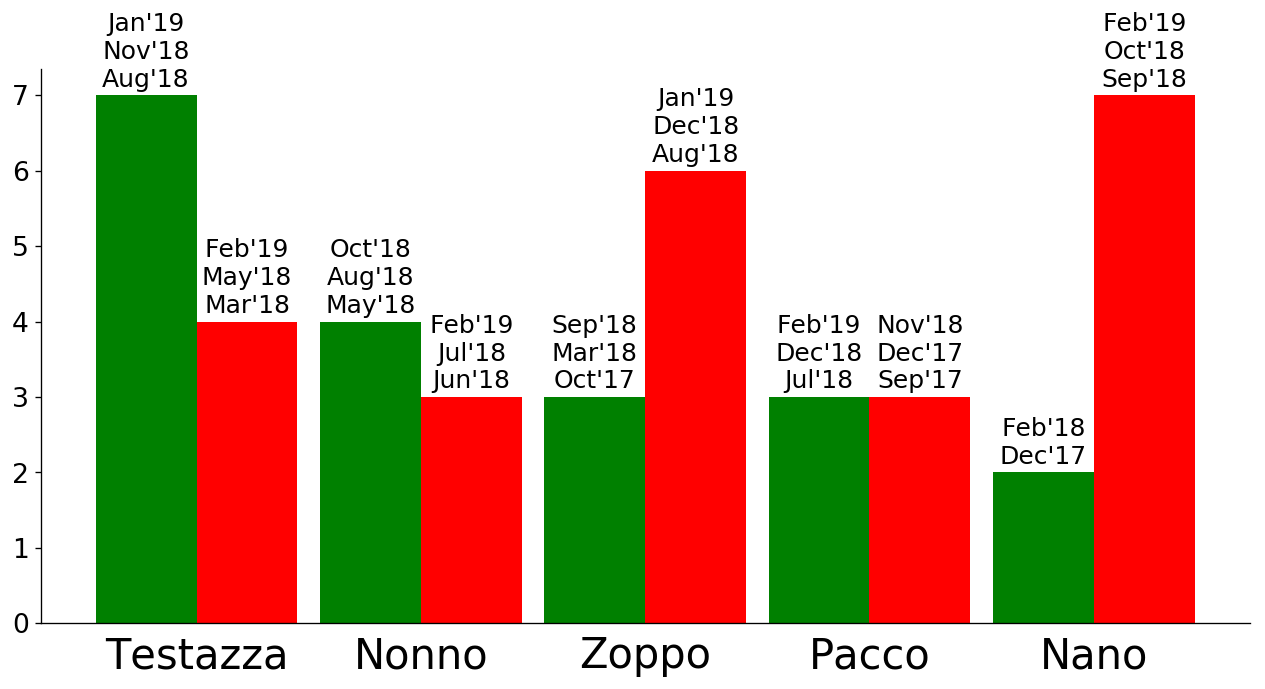 Jan'19
Nov'18
Aug'18
Feb'19
May'18
Mar'18
Oct'18
Aug'18
May'18
Feb'19
Jul'18
Jun'18
Sep'18
Mar'18
Oct'17
Jan'19
Dec'18
Aug'18
Feb'19
Dec'18
Jul'18
Nov'18
Dec'17
Sep'17
Feb'18
Dec'17
Feb'19
Oct'18
Sep'18
7
6
5
4
3
2
1
0
Testazza
Nonno
Zoppo
Pacco
Nano